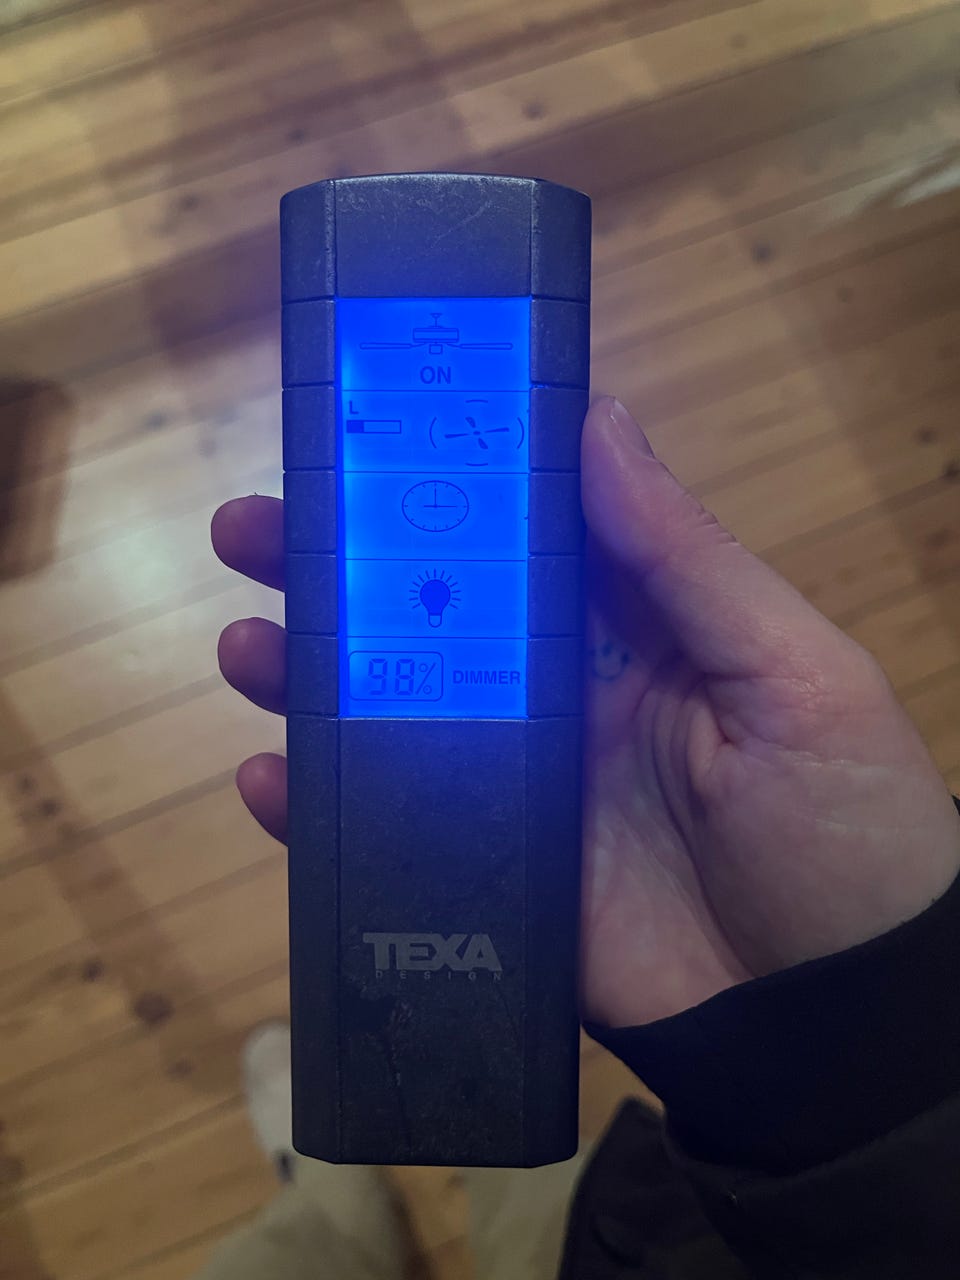 ON
L
98% DIMMER
TEXA
DESIGN